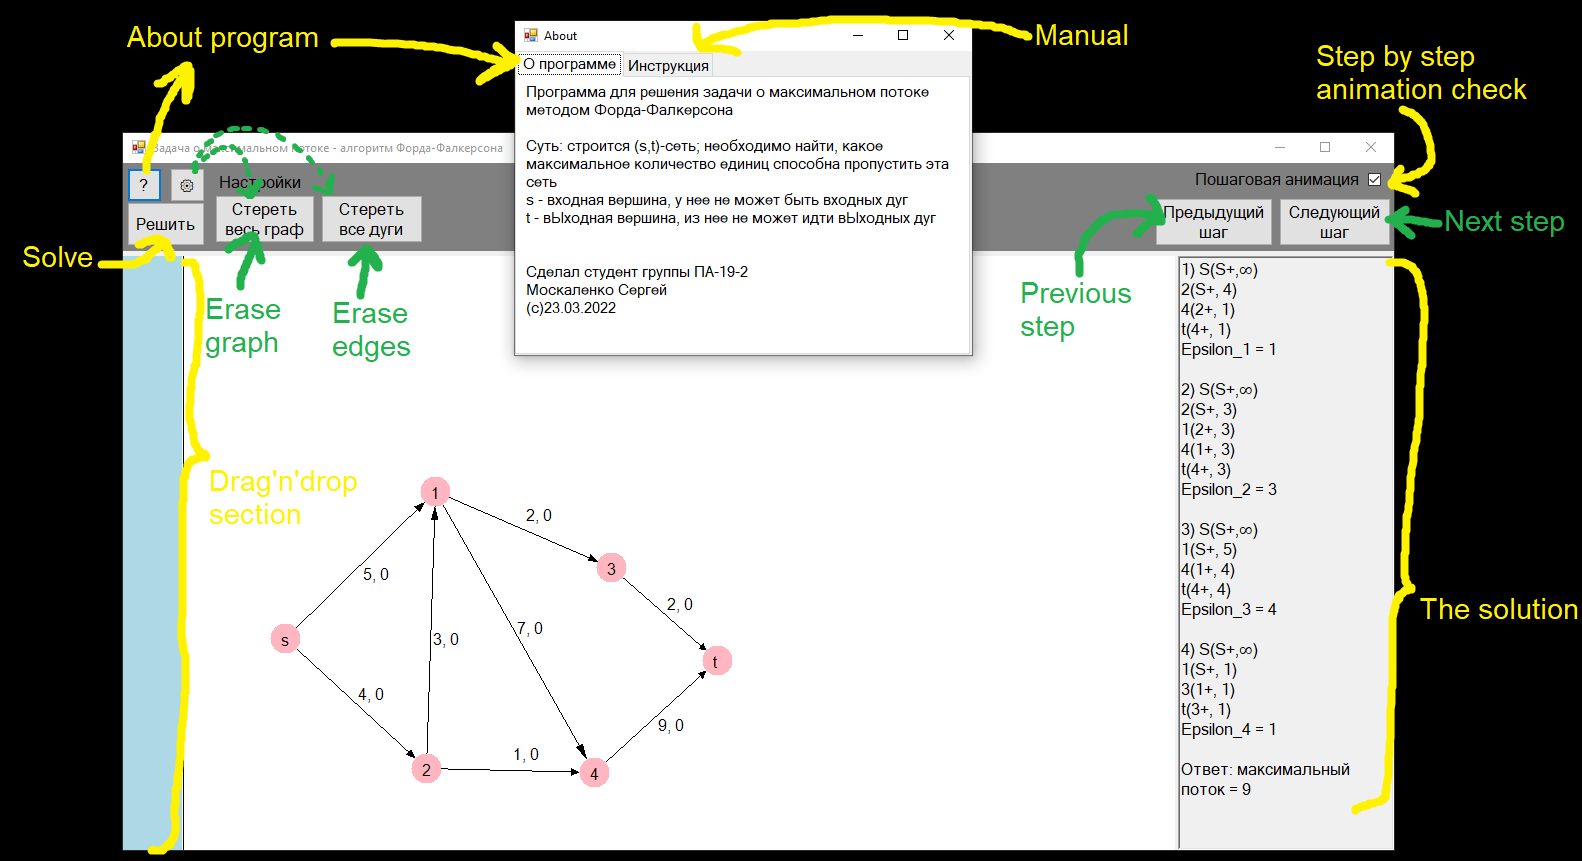 About program
About
Manual
О программе
Инструкция
Программа для решения задачи о максимальном потоке
методом Форда-Фалкерсона
Суть: строится (s,t)-сеть; необходимо найти, какое
максимальное количество единиц способна пропустить эта
сеть
s - входная вершина, у нее не может быть входных дуг
t - вЫходная вершина, из нее не может идти вЫходных дуг
Сделал студент группы ПА-19-2
Москаленко Сергей
(c)23.03.2022
Step by step
animation check
Задача о максимальном потоке - алгоритм Форда-Фалкерсона
?
Настройки
Пошаговая анимация
Решить
Стереть
весь граф
Стереть
все дуги
Предыдущий
шаг
Следующий
шаг
Next step
Solve
Erase
graph
Erase
edges
Previous
step
Drag'n'drop
section
1
2, 0
3
5, 0
2, 0
s
3, 0
7, 0
t
4, 0
9, 0
2
1, 0
4
1) S(S+,∞)
2(S+, 4)
4(2+, 1)
t(4+, 1)
Epsilon_1 = 1
2) S(S+,∞)
2(S+, 3)
1(2+, 3)
4(1+, 3)
t(4+, 3)
Epsilon_2 = 3
3) S(S+,∞)
1(S+, 5)
4(1+, 4)
t(4+, 4)
Epsilon_3 = 4
4) S(S+,∞)
1(S+, 1)
3(1+, 1)
t(3+, 1)
Epsilon_4 = 1
Ответ: максимальный
поток = 9
The solution